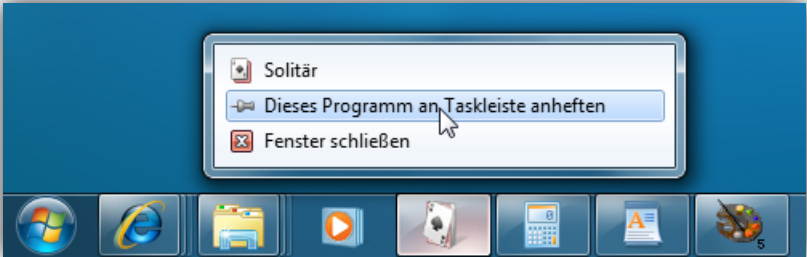 Solitär
Dieses Programm an Taskleiste anheften
Fenster schließen
5